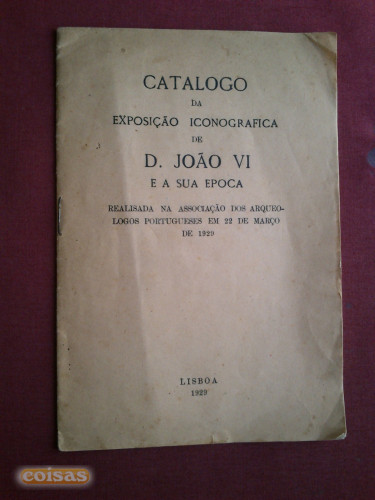 CATALOGO
DA
EXPOSIÇÃO ICONOGRAFICA
DE
D. JOÃO VI
E A SUA EPOCA
REALISADA NA ASSOCIAÇÃO DOS ARQUEO-
LOGOS PORTUGUESES EM 22 DE MARÇO
DE 1929
LISBOA
1929
coisas